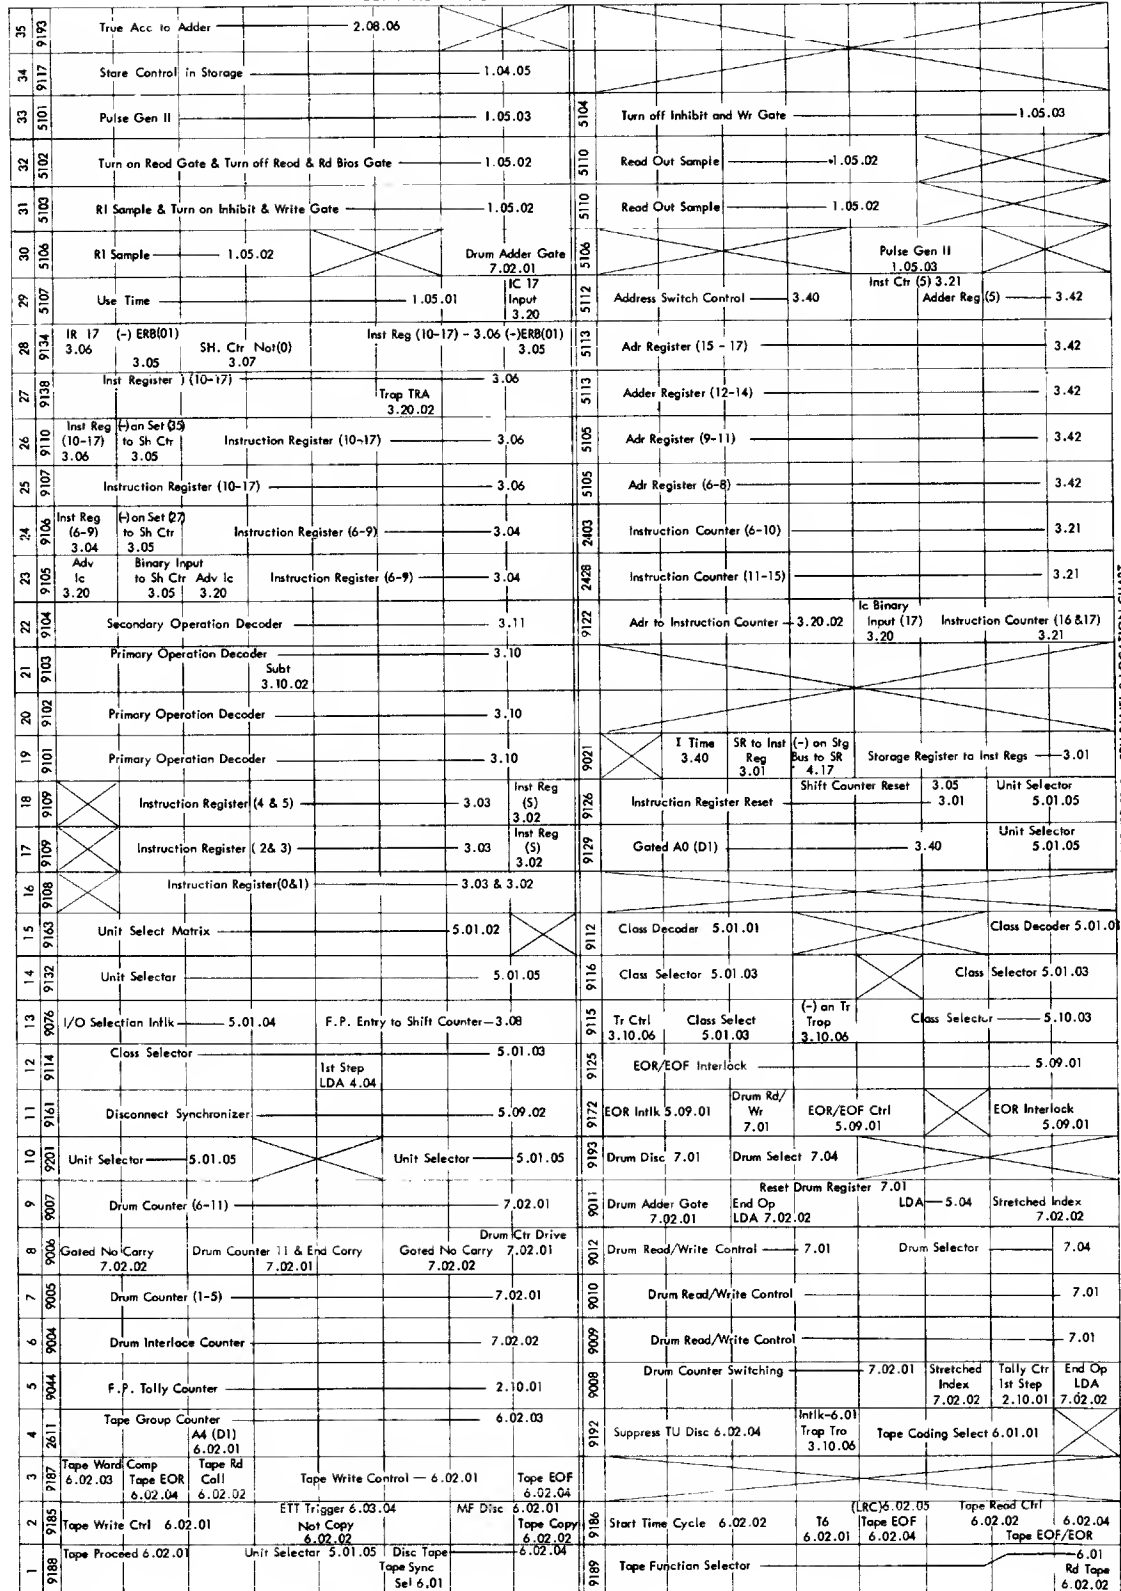 35 9193 True Acc to Adder 2.08.06
34 9117 Store Control in Storage 1.04.05
33 5101 Pulse Gen II 1.05.03 5104 Turn off Inhibit and Wr Gate 1.05.03
32 5102 Turn on Read Gate & Turn off Read & Rd Bias Gate 1.05.02 5110 Read Out Sample 1.05.02
31 5103 RI Sample & Turn on Inhibit & Write Gate 1.05.02 5110 Read Out Sample 1.05.02
30 5106 RI Sample 1.05.02 Drum Adder Gate 7.02.01 5106 Pulse Gen II 1.05.03
29 5107 Use Time 1.05.01 IC 17 Input 3.20 5112 Address Switch Control 3.40 Inst Ctr (5) 3.21 Adder Reg (5) 3.42
28 9134 IR 17 3.06 (-) ERB(01) 3.05 SH. Ctr Not(0) 3.07 Inst Reg (10-17) - 3.06 (-)ERB(01) 3.05 5113 Adr Register (15 - 17) 3.42
27 9138 Inst Register ) (10-17) 3.06 Trap TRA 3.20.02 5113 Adder Register (12-14) 3.42
26 9110 Inst Reg (10-17) 3.06 (-)on Set (35) to Sh Ctr 3.05 Instruction Register (10-17) 3.06 5105 Adr Register (9-11) 3.42
25 9107 Instruction Register (10-17) 3.06 5105 Adr Register (6-8) 3.42
24 9106 Inst Reg (6-9) 3.04 (-)on Set (27) to Sh Ctr 3.05 Instruction Register (6-9) 3.04 2403 Instruction Counter (6-10) 3.21
23 9105 Adv Ic 3.20 Binary Input to Sh Ctr 3.05 Adv Ic 3.20 Instruction Register (6-9) 3.04 2428 Instruction Counter (11-15) 3.21
22 9104 Secondary Operation Decoder 3.11 9122 Adr to Instruction Counter 3.20.02 Ic Binary Input (17) 3.20 Instruction Counter (16 &17) 3.21
21 9103 Primary Operation Decoder 3.10 Subt 3.10.02
20 9102 Primary Operation Decoder 3.10
19 9101 Primary Operation Decoder 3.10 9021 I Time 3.40 SR to Inst Reg 3.01 (-) on Stg Bus to SR 4.17 Storage Register to Inst Regs 3.01
18 9109 Instruction Register (4 & 5) 3.03 Inst Reg (S) 3.02 9126 Instruction Register Reset Shift Counter Reset 3.05 3.01 Unit Selector 5.01.05
17 9109 Instruction Register ( 2& 3) 3.03 Inst Reg (S) 3.02 9129 Gated A0 (D1) 3.40 Unit Selector 5.01.05
16 9108 Instruction Register(0&1) 3.03 & 3.02
15 9163 Unit Select Matrix 5.01.02 9112 Class Decoder 5.01.01 Class Decoder 5.01.01
14 9132 Unit Selector 5.01.05 9116 Class Selector 5.01.03 Class Selector 5.01.03
13 9076 I/O Selection Intlk 5.01.04 F.P. Entry to Shift Counter-3.08 9115 Tr Ctrl 3.10.06 Class Select 5.01.03 (-) on Tr Trap 3.10.06 Class Selector 5.10.03
12 9114 Class Selector 5.01.03 1st Step LDA 4.04 9125 EOR/EOF Interlock 5.09.01
11 9161 Disconnect Synchronizer 5.09.02 9172 EOR Intlk 5.09.01 Drum Rd/ Wr 7.01 EOR/EOF Ctrl 5.09.01 EOR Interlock 5.09.01
10 9201 Unit Selector 5.01.05 Unit Selector 5.01.05 9193 Drum Disc 7.01 Drum Select 7.04
9 9007 Drum Counter (6-11) 7.02.01 9011 Drum Adder Gate 7.02.01 Reset Drum Register 7.01 End Op LDA 7.02.02 LDA 5.04 Stretched Index 7.02.02
8 9006 Gated No Carry 7.02.02 Drum Counter 11 & End Carry 7.02.01 Gated No Carry 7.02.02 Drum Ctr Drive 7.02.01 9012 Drum Read/Write Control 7.01 Drum Selector 7.04
7 9005 Drum Counter (1-5) 7.02.01 9010 Drum Read/Write Control 7.01
6 9004 Drum Interlace Counter 7.02.02 9009 Drum Read/Write Control 7.01
5 9044 F.P. Tally Counter 2.10.01 9008 Drum Counter Switching 7.02.01 Stretched Index 7.02.02 Tally Ctr 1st Step 2.10.01 End Op LDA 7.02.02
4 2611 Tape Group Counter 6.02.03 A4 (D1) 6.02.01 9192 Suppress TU Disc 6.02.04 Intlk-6.01 Trap Tra 3.10.06 Tape Coding Select 6.01.01
3 9187 Tape Word Comp 6.02.03 Tape EOR 6.02.04 Tape Rd Call 6.02.02 Tape Write Control - 6.02.01 Tape EOF 6.02.04
2 9185 Tape Write Ctrl 6.02.01 ETT Trigger 6.03.04 Not Copy 6.02.02 MF Disc 6.02.01 Tape Copy 6.02.02 9186 Start Time Cycle 6.02.02 T6 6.02.01 (LRC)6.02.05 Tape EOF 6.02.04 Tape Read Ctrl 6.02.02 6.02.04 Tape EOF/EOR
1 9188 Tape Proceed 6.02.01 Unit Selector 5.01.05 Disc Tape 6.02.04 Tape Sync Sel 6.01 9189 Tape Function Selector 6.01 Rd Tape 6.02.02